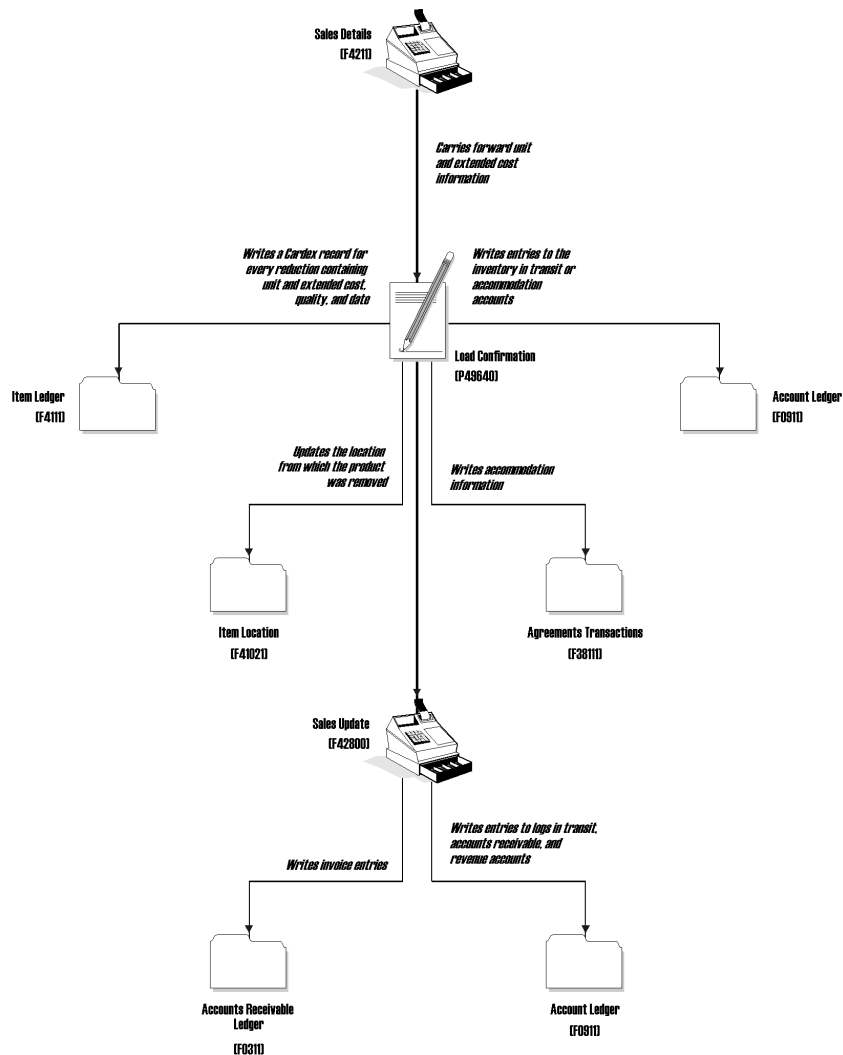 Sales Details
(F4211)
Carries forward unit
and extended cost
information
Writes a Cardex record for
every reduction containing
unit and extended cost,
quality, and date
Writes entries to the
inventory in transit or
accommodation
accounts
Load Confirmation
(P49640)
Item Ledger
(F4111)
Account Ledger
(F0911)
Updates the location
from which the product
was removed
Writes accommodation
information
Item Location
(F41021)
Agreements Transactions
(F38111)
Sales Update
(F42800)
Writes invoice entries
Writes entries to logs in transit,
accounts receivable, and
revenue accounts
Accounts Receivable
Ledger
(F0311)
Account Ledger
(F0911)